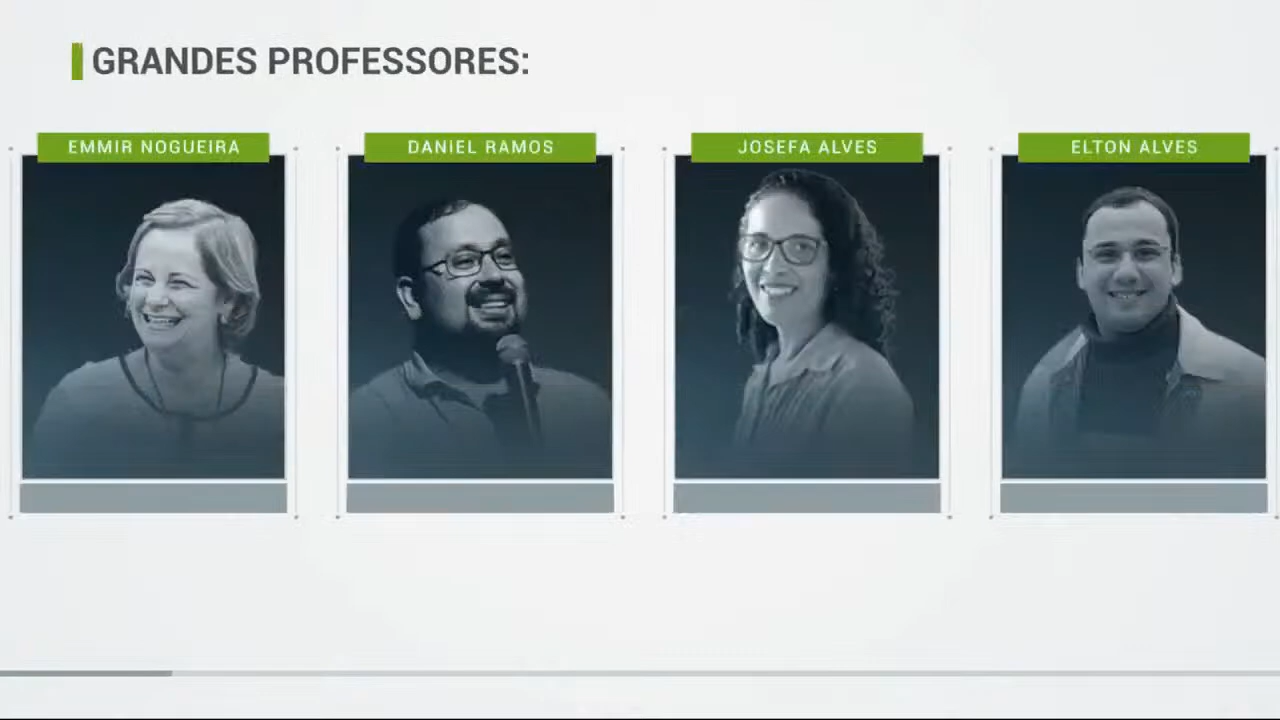 GRANDES PROFESSORES:
EMMIR NOGUEIRA
DANIEL RAMOS
JOSEFA ALVES
ELTON ALVES